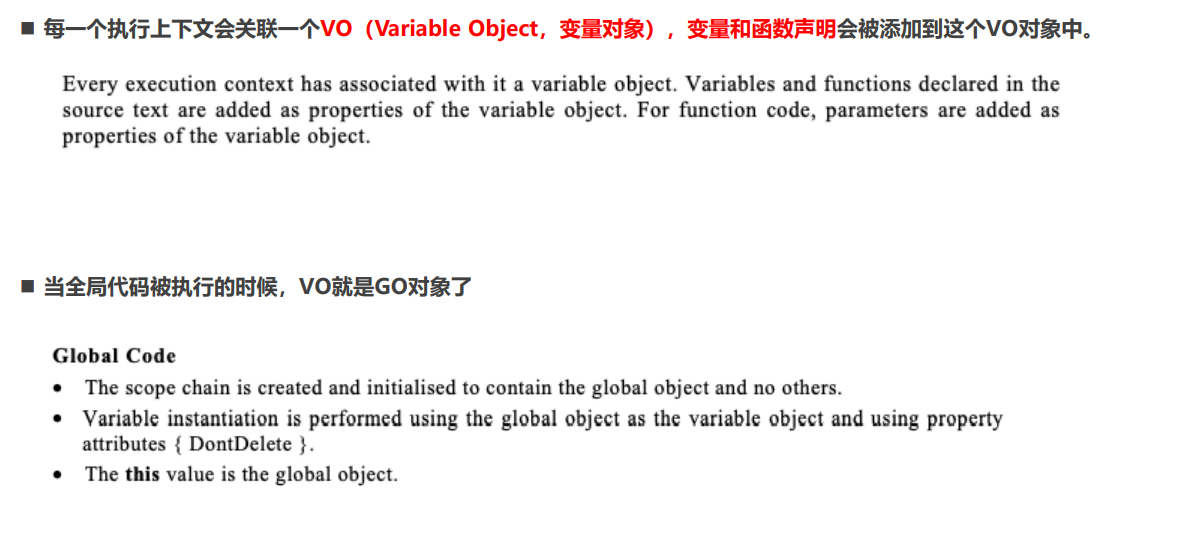 ■ 每一个执行上下文会关联一个VO（Variable Object，变量对象），变量和函数声明会被添加到这个VO对象中。
Every execution context has associated with it a variable object. Variables and functions declared in the
source text are added as properties of the variable object. For function code, parameters are added as
properties of the variable object.
■ 当全局代码被执行的时候，VO就是GO对象了
Global Code
• The scope chain is created and initialised to contain the global object and no others.
• Variable instantiation is performed using the global object as the variable object and using property
attributes { DontDelete }.
• The this value is the global object.